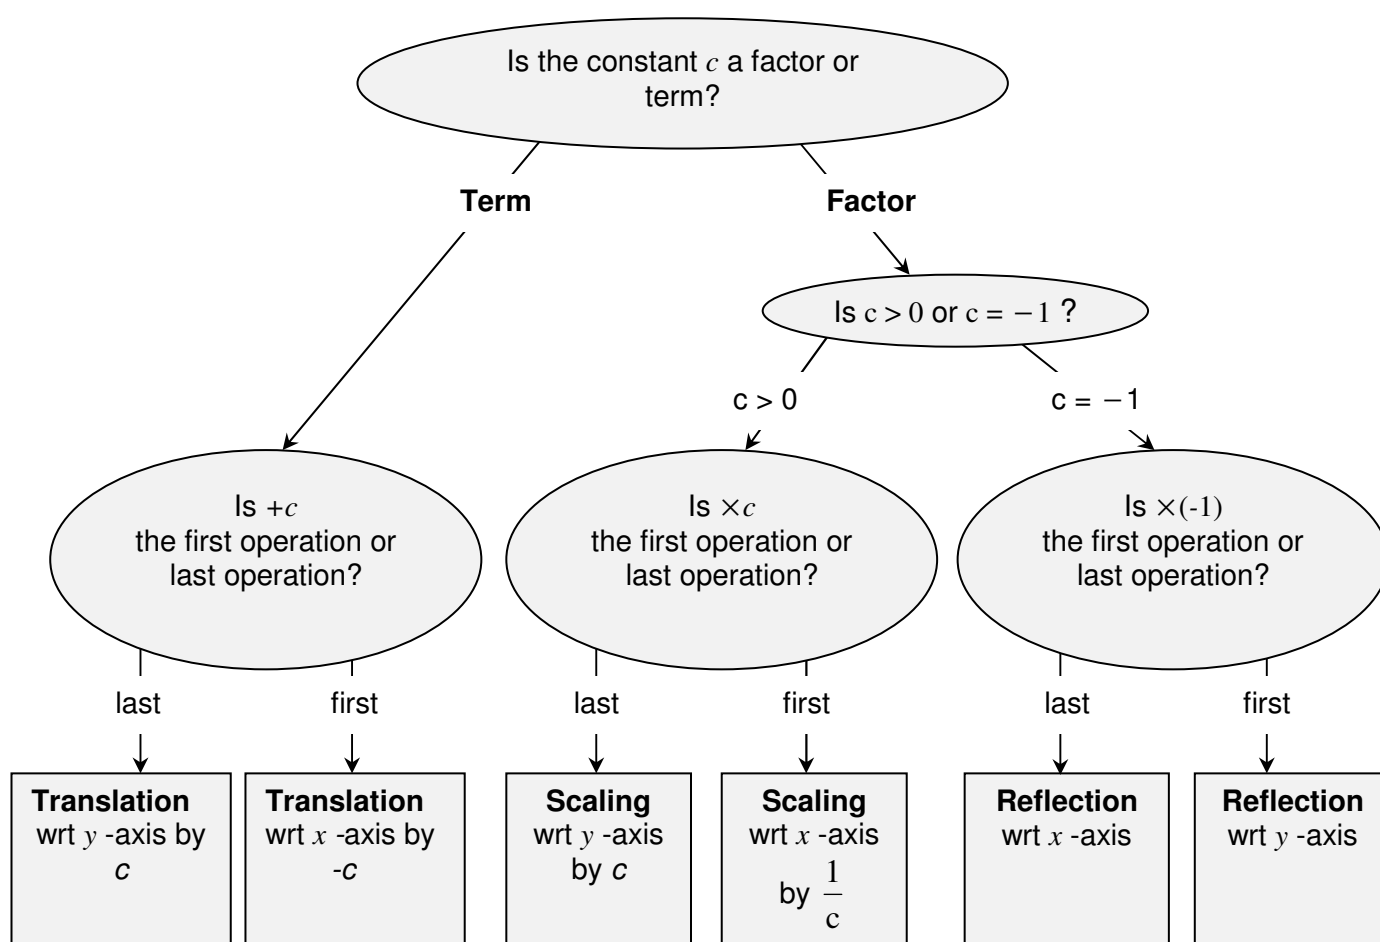 Is the constant c a factor or
term?
Term
Factor
Is c > 0 or c = −1 ?
c > 0
c = −1
Is +c
the first operation or
last operation?
Is ×c
the first operation or
last operation?
Is ×(-1)
the first operation or
last operation?
last
first
last
first
last
first
Translation
wrt y -axis by
c
Translation
wrt x -axis by
-c
Scaling
wrt y -axis
by c
Scaling
wrt x -axis
by 1/c
Reflection
wrt x -axis
Reflection
wrt y -axis